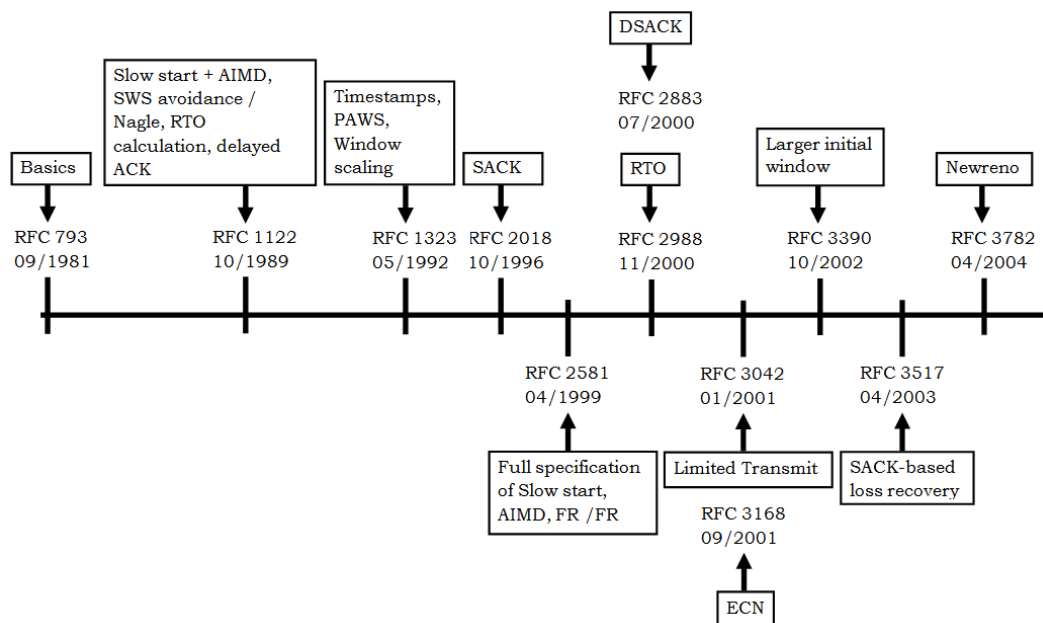 DSACK
RFC 2883
07/2000
Slow start + AIMD,
SWS avoidance /
Nagle, RTO
calculation, delayed
ACK
Timestamps,
PAWS,
Window
scaling
Basics
SACK
RTO
Larger initial
window
Newreno
RFC 793
09/1981
RFC 1122
10/1989
RFC 1323
05/1992
RFC 2018
10/1996
RFC 2988
11/2000
RFC 3390
10/2002
RFC 3782
04/2004
RFC 2581
04/1999
RFC 3042
01/2001
RFC 3517
04/2003
Full specification
of Slow start,
AIMD, FR /FR
Limited Transmit
SACK-based
loss recovery
RFC 3168
09/2001
ECN